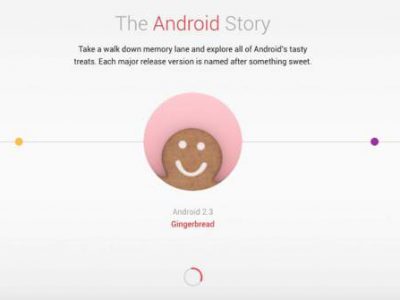 The Android Story
Take a walk down memory lane and explore all of Android's tasty
treats. Each major release version is named after something sweet.
Android 2.3
Gingerbread